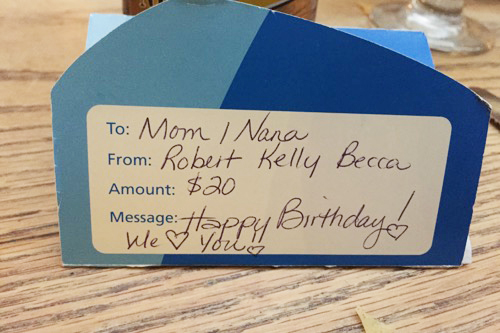 To: Mom / Nana
From: Robert Kelly Becca
Amount: $20
Message: Happy Birthday!
We ♡ You!!